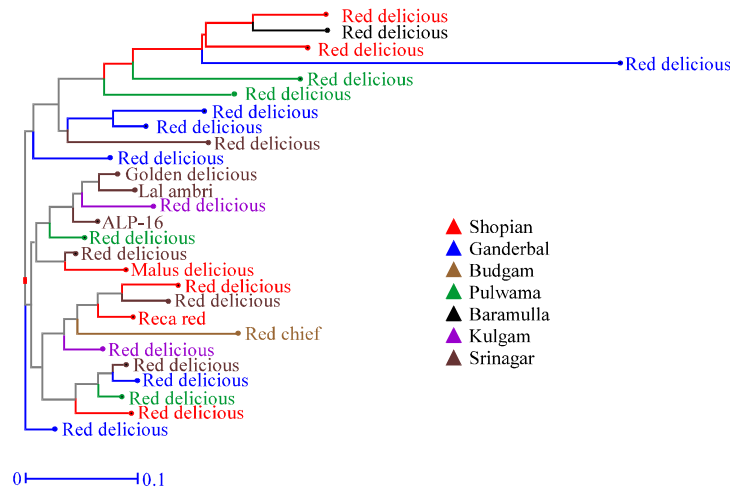 Red delicious
Red delicious
Red delicious
Red delicious
Red delicious
Red delicious
Red delicious
Red delicious
Red delicious
Red delicious
Golden delicious
Lal ambri
Red delicious
ALP-16
Red delicious
Red delicious
Malus delicious
Red delicious
Red delicious
Reca red
Red chief
Red delicious
Red delicious
Red delicious
Red delicious
Red delicious
Red delicious
Shopian
Ganderbal
Budgam
Pulwama
Baramulla
Kulgam
Srinagar
0 0.1